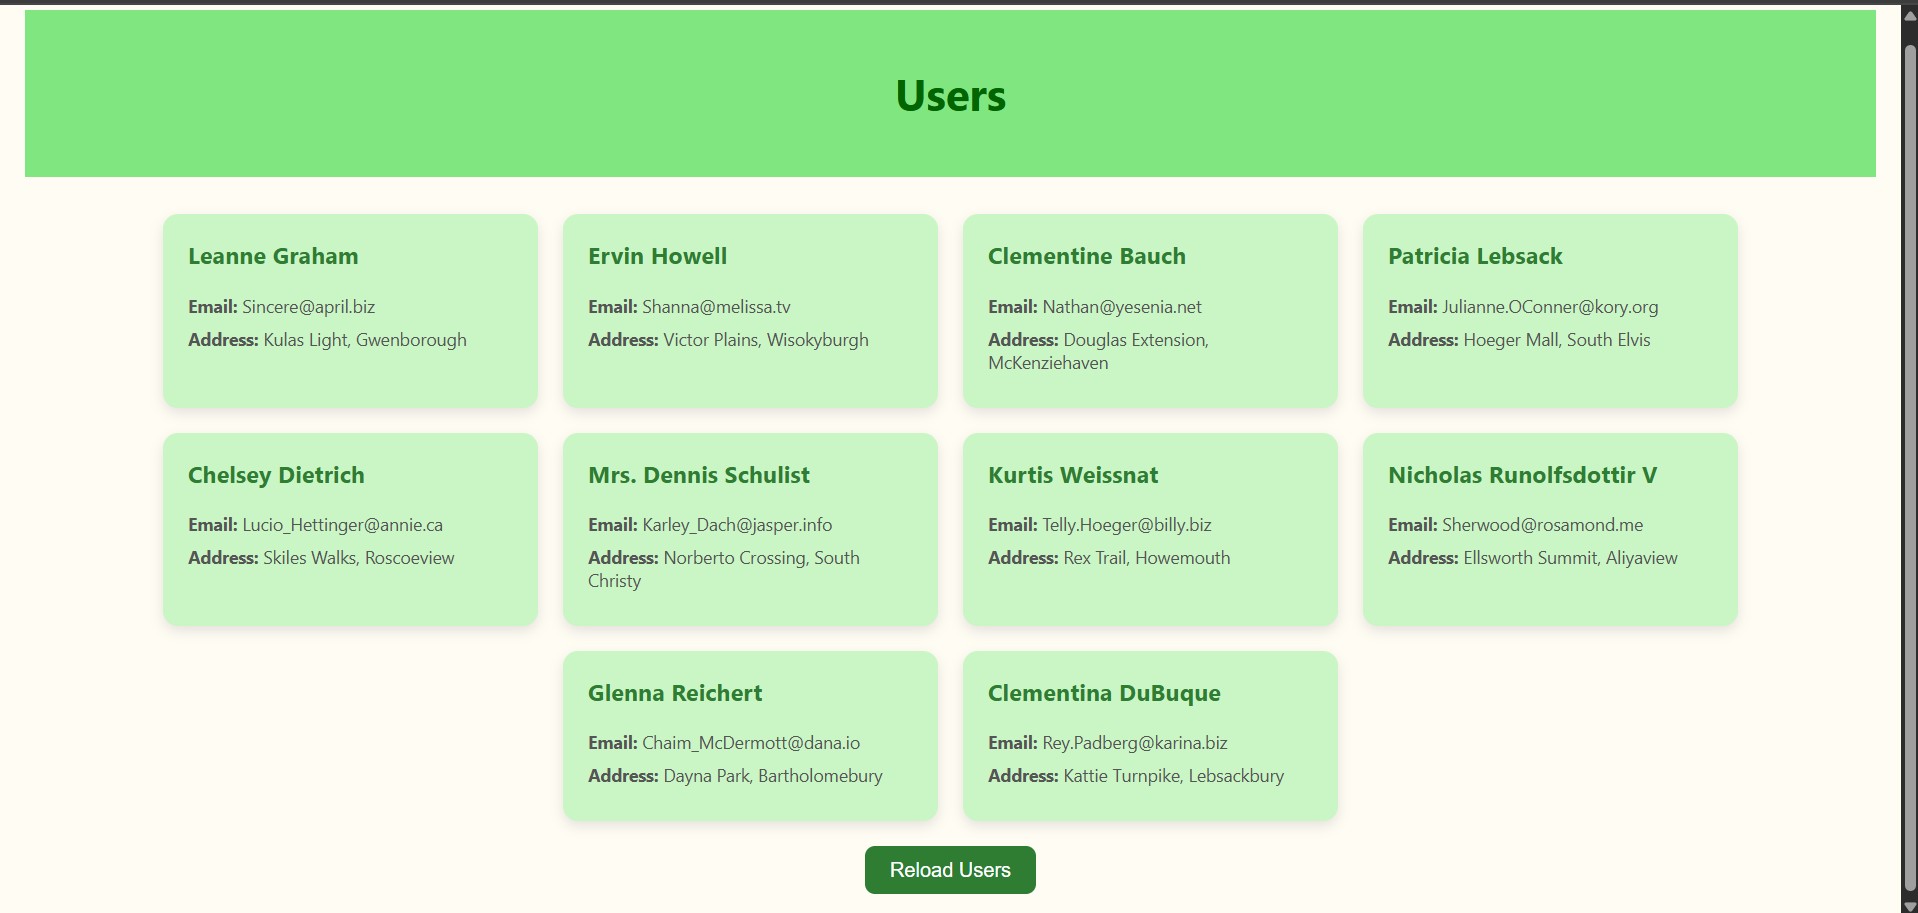 Users
Leanne Graham
Email: Sincere@april.biz
Address: Kulas Light, Gwenborough
Ervin Howell
Email: Shanna@melissa.tv
Address: Victor Plains, Wisokyburgh
Clementine Bauch
Email: Nathan@yesenia.net
Address: Douglas Extension,
McKenziehaven
Patricia Lebsack
Email: Julianne.OConner@kory.org
Address: Hoeger Mall, South Elvis
Chelsey Dietrich
Email: Lucio_Hettinger@annie.ca
Address: Skiles Walks, Roscoeview
Mrs. Dennis Schulist
Email: Karley_Dach@jasper.info
Address: Norberto Crossing, South
Christy
Kurtis Weissnat
Email: Telly.Hoeger@billy.biz
Address: Rex Trail, Howemouth
Nicholas Runolfsdottir V
Email: Sherwood@rosamond.me
Address: Ellsworth Summit, Aliyaview
Glenna Reichert
Email: Chaim_McDermott@dana.io
Address: Dayna Park, Bartholomebury
Clementina DuBuque
Email: Rey.Padberg@karina.biz
Address: Kattie Turnpike, Lebsackbury
Reload Users